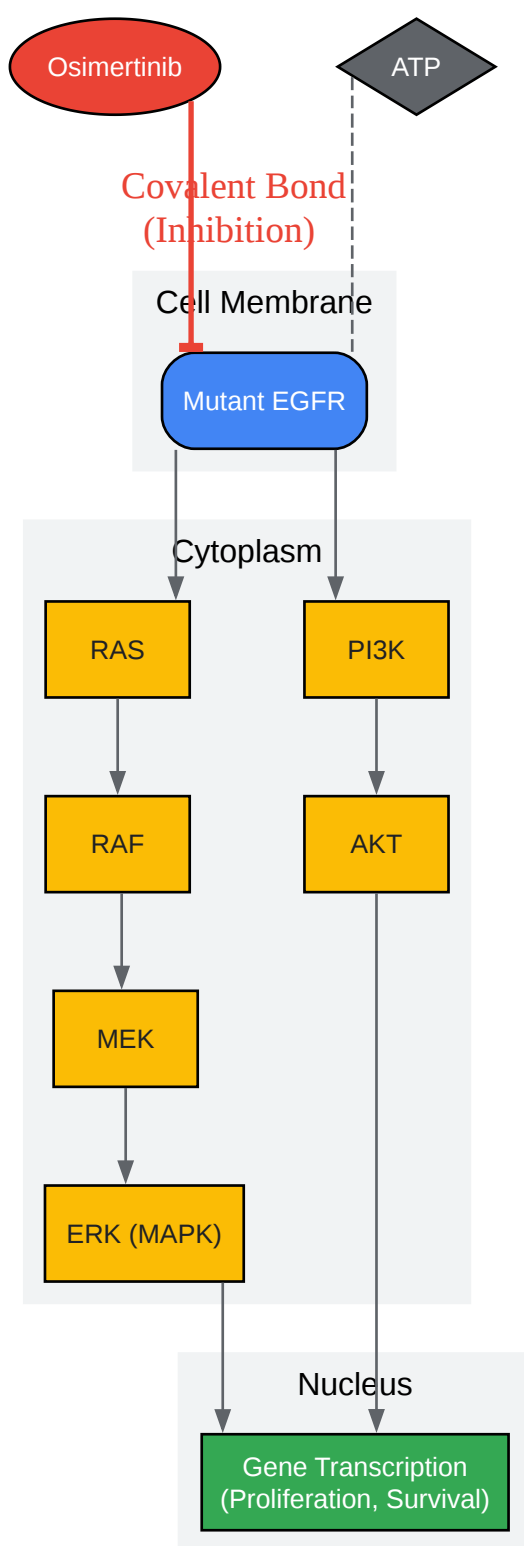 Osimertinib
ATP
Covalent Bond
(Inhibition)
Cell Membrane
Mutant EGFR
Cytoplasm
RAS
PI3K
RAF
AKT
MEK
ERK (MAPK)
Nucleus
Gene Transcription
(Proliferation, Survival)